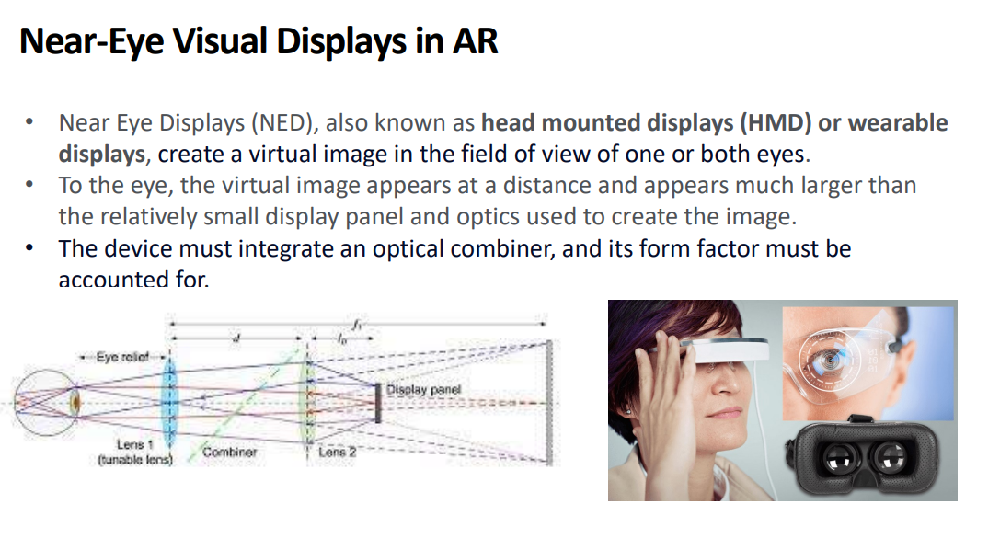 Near-Eye Visual Displays in AR
• Near Eye Displays (NED), also known as head mounted displays (HMD) or wearable
displays, create a virtual image in the field of view of one or both eyes.
• To the eye, the virtual image appears at a distance and appears much larger than
the relatively small display panel and optics used to create the image.
• The device must integrate an optical combiner, and its form factor must be
accounted for.
d
Eye relief
Display panel
Lens 1
(tunable lens)
Combiner
Lens 2